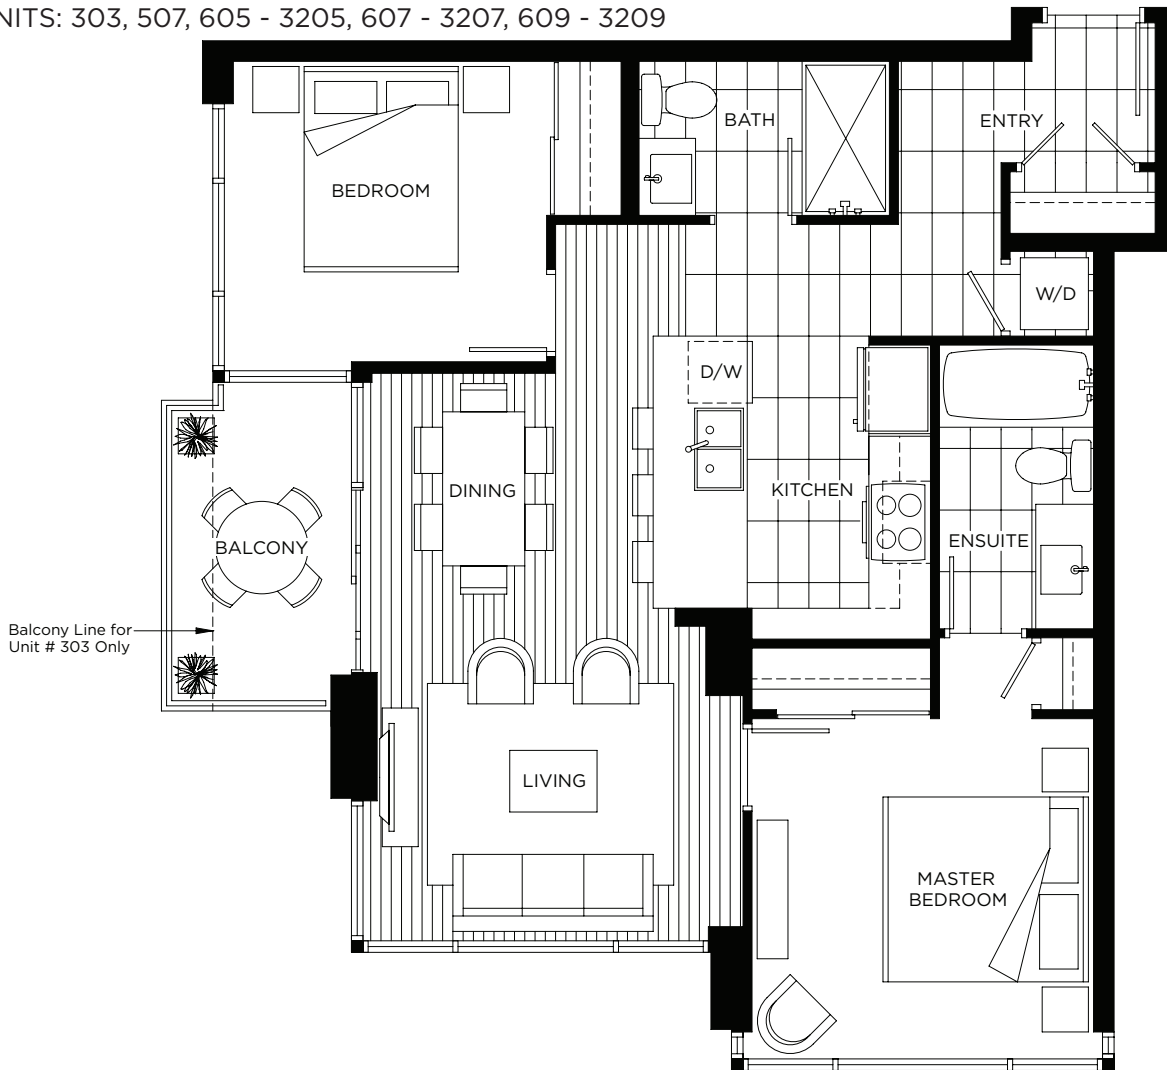 NITS: 303, 507, 605 - 3205, 607 - 3207, 609 - 3209
BATH
ENTRY
BEDROOM
W/D
D/W
DINING
KITCHEN
BALCONY
ENSUITE
Balcony Line for
Unit # 303 Only
LIVING
MASTER
BEDROOM